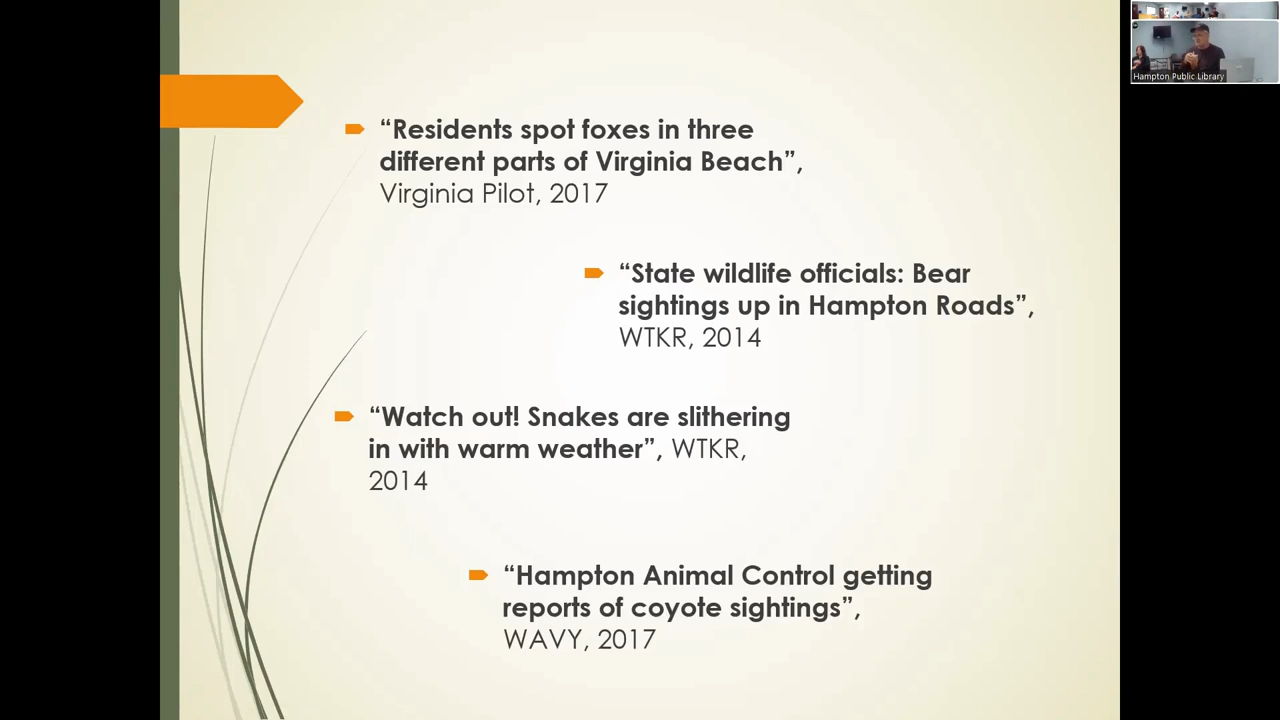 “Residents spot foxes in three
different parts of Virginia Beach”,
Virginia Pilot, 2017
“State wildlife officials: Bear
sightings up in Hampton Roads”,
WTKR, 2014
“Watch out! Snakes are slithering
in with warm weather”, WTKR,
2014
“Hampton Animal Control getting
reports of coyote sightings”,
WAVY, 2017
Hampton Public Library